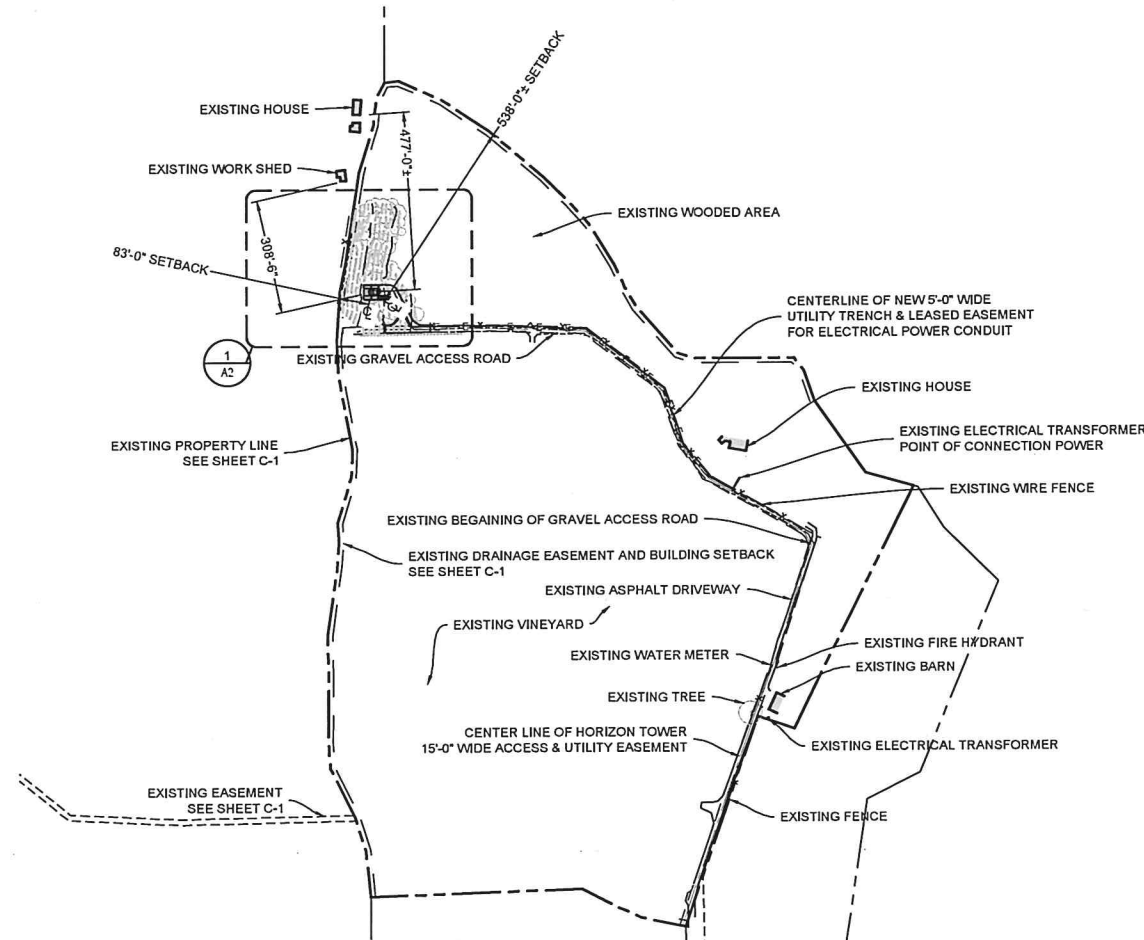 EXISTING HOUSE
538'-0"± SETBACK
477'-0"±
EXISTING WORK SHED
EXISTING WOODED AREA
308'-6"
83'-0" SETBACK
CENTERLINE OF NEW 5'-0" WIDE
UTILITY TRENCH & LEASED EASEMENT
FOR ELECTRICAL POWER CONDUIT
1
A2
EXISTING GRAVEL ACCESS ROAD
EXISTING HOUSE
EXISTING PROPERTY LINE
SEE SHEET C-1
EXISTING ELECTRICAL TRANSFORMER
POINT OF CONNECTION POWER
EXISTING WIRE FENCE
EXISTING BEGAINING OF GRAVEL ACCESS ROAD
EXISTING DRAINAGE EASEMENT AND BUILDING SETBACK
SEE SHEET C-1
EXISTING ASPHALT DRIVEWAY
EXISTING VINEYARD
EXISTING WATER METER
EXISTING FIRE HYDRANT
EXISTING BARN
EXISTING TREE
CENTER LINE OF HORIZON TOWER
15'-0" WIDE ACCESS & UTILITY EASEMENT
EXISTING ELECTRICAL TRANSFORMER
EXISTING EASEMENT
SEE SHEET C-1
EXISTING FENCE